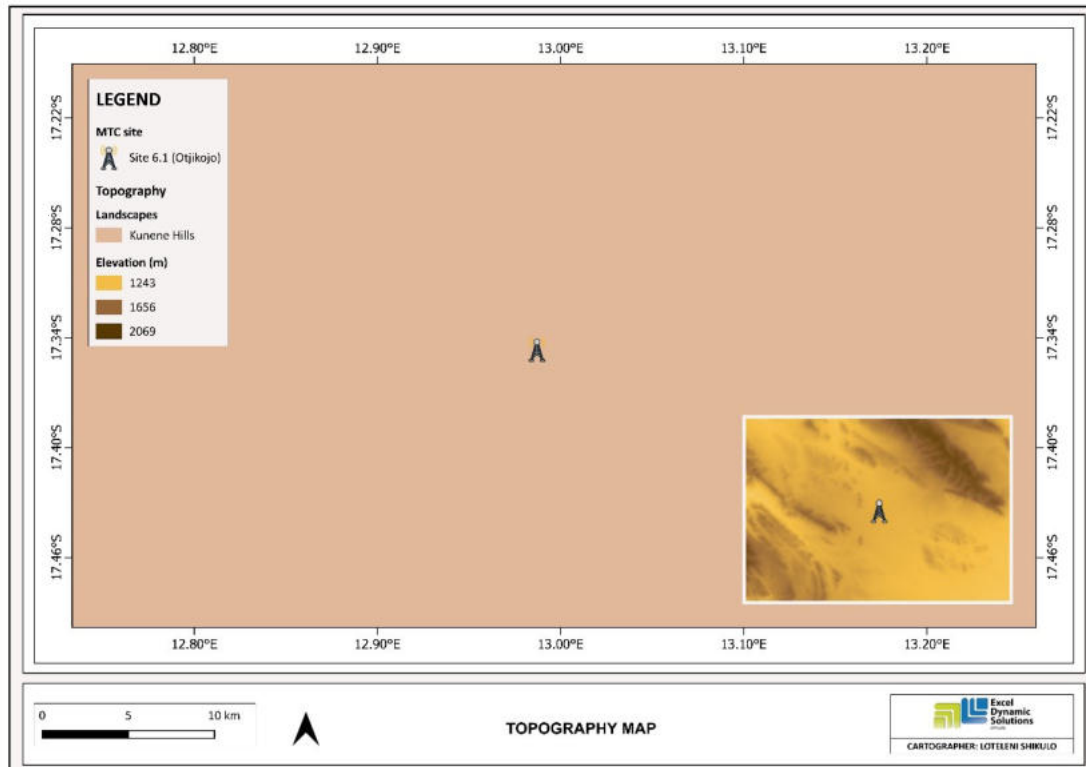 12.80°E 12.90°E 13.00°E 13.10°E 13.20°E
17.22°S 17.22°S
17.28°S 17.28°S
17.34°S 17.34°S
17.40°S 17.40°S
17.46°S 17.46°S
LEGEND
MTC site
Site 6.1 (Otjikojo)
Topography
Landscapes
Kunene Hills
Elevation (m)
1243
1656
2069
12.80°E 12.90°E 13.00°E 13.10°E 13.20°E
0 5 10 km
TOPOGRAPHY MAP
Excel
Dynamic
Solutions
CARTOGRAPHER: LOTELENI SHIKULO